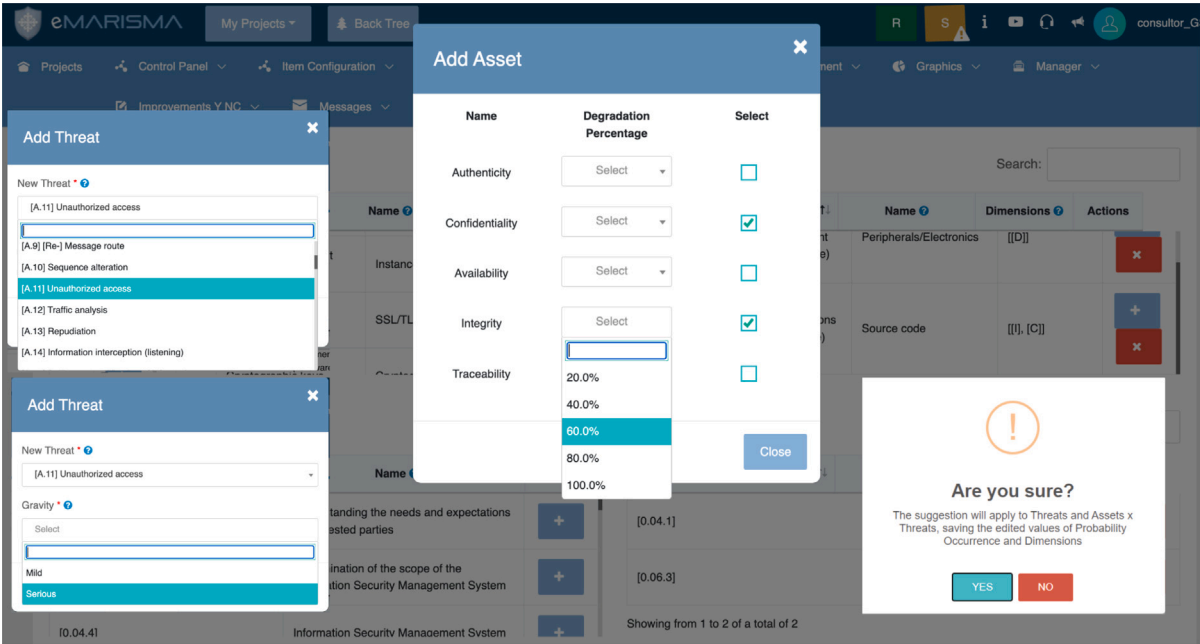 eMARISMA
My Projects
Back Tree
R
S
i
consultor_G
Projects
Control Panel
Item Configuration
Graphics
Manager
Improvements Y NC
Messages
Add Threat
New Threat *
[A.11] Unauthorized access
[A.9] [Re-] Message route
[A.10] Sequence alteration
[A.11] Unauthorized access
[A.12] Traffic analysis
[A.13] Repudiation
[A.14] Information interception (listening)
Add Threat
New Threat *
[A.11] Unauthorized access
Gravity *
Select
Mild
Serious
Add Asset
Name
Degradation
Percentage
Select
Authenticity
Select
Confidentiality
Select
Availability
Select
Integrity
Select
20.0%
40.0%
60.0%
80.0%
100.0%
Traceability
Close
Search:
Name
Name
Dimensions
Actions
Peripherals/Electronics
[[D]]
SSL/TL
Source code
[[I], [C]]
Name
tanding the needs and expectations
ested parties
[0.04.1]
ination of the scope of the
tion Security Management System
[0.06.3]
[0.04.4]
Information Security Management System
Showing from 1 to 2 of a total of 2
!
Are you sure?
The suggestion will apply to Threats and Assets x
Threats, saving the edited values of Probability
Occurrence and Dimensions
YES
NO